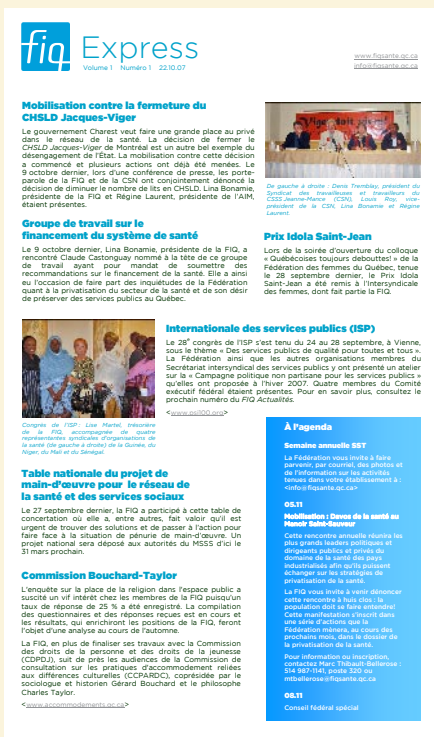 fiq Express
Volume 1 Numéro 1 22.10.07
www.fiqsante.qc.ca
info@fiqsante.qc.ca
Mobilisation contre la fermeture du
CHSLD Jacques-Viger
Le gouvernement Charest veut faire une grande place au privé
dans le réseau de la santé. La décision de fermer le
CHSLD Jacques-Viger de Montréal est un autre bel exemple du
désengagement de l'État. La mobilisation contre cette décision
a commencé et plusieurs actions ont déjà été menées. Le
9 octobre dernier, lors d'une conférence de presse, les porte-
parole de la FIQ et de la CSN ont conjointement dénoncé la
décision de diminuer le nombre de lits en CHSLD. Lina Bonamie,
présidente de la FIQ et Régine Laurent, présidente de l'AIM,
étaient présentes.
De gauche à droite : Denis Tremblay, président du
Syndicat des travailleuses et travailleurs du
CSSS Jeanne-Mance (CSN), Louis Roy, vice-
président de la CSN, Lina Bonamie et Régine
Laurent.
Groupe de travail sur le
financement du système de santé
Le 9 octobre dernier, Lina Bonamie, présidente de la FIQ, a
rencontré Claude Castonguay nommé à la tête de ce groupe
de travail ayant pour mandat de soumettre des
recommandations sur le financement de la santé. Elle a ainsi
eu l'occasion de faire part des inquiétudes de la Fédération
quant à la privatisation du secteur de la santé et de son désir
de préserver des services publics au Québec.
Prix Idola Saint-Jean
Lors de la soirée d'ouverture du colloque
« Québécoises toujours deboutes! » de la
Fédération des femmes du Québec, tenue
le 28 septembre dernier, le Prix Idola
Saint-Jean a été remis à l'Intersyndicale
des femmes, dont fait partie la FIQ.
Internationale des services publics (ISP)
Le 28e congrès de l'ISP s'est tenu du 24 au 28 septembre, à Vienne,
sous le thème « Des services publics de qualité pour toutes et tous ».
La Fédération ainsi que les autres organisations membres du
Secrétariat intersyndical des services publics y ont présenté un atelier
sur la « Campagne politique non partisane pour les services publics »
qu'elles ont proposée à l'hiver 2007. Quatre membres du Comité
exécutif fédéral étaient présentes. Pour en savoir plus, consultez le
prochain numéro du FIQ Actualités.
<www.psi100.org>
Congrès de l'ISP : Lise Martel, trésorière
de la FIQ, accompagnée de quatre
représentantes syndicales d'organisations de
la santé (de gauche à droite) de la Guinée, du
Niger, du Mali et du Sénégal.
Table nationale du projet de
main-d'œuvre pour le réseau de
la santé et des services sociaux
Le 27 septembre dernier, la FIQ a participé à cette table de
concertation où elle a, entre autres, fait valoir qu'il est
urgent de trouver des solutions et de passer à l'action pour
faire face à la situation de pénurie de main-d'œuvre. Un
projet national sera déposé aux autorités du MSSS d'ici le
31 mars prochain.
Commission Bouchard-Taylor
L'enquête sur la place de la religion dans l'espace public a
suscité un vif intérêt chez les membres de la FIQ puisqu'un
taux de réponse de 25 % a été enregistré. La compilation
des questionnaires et des réponses reçues est en cours et
les résultats, qui enrichiront les positions de la FIQ, feront
l'objet d'une analyse au cours de l'automne.
La FIQ, en plus de finaliser ses travaux avec la Commission
des droits de la personne et des droits de la jeunesse
(CDPDJ), suit de près les audiences de la Commission de
consultation sur les pratiques d'accommodement reliées
aux différences culturelles (CCPARDC), coprésidée par le
sociologue et historien Gérard Bouchard et le philosophe
Charles Taylor.
<www.accommodements.qc.ca>
À l'agenda
Semaine annuelle SST
La Fédération vous invite à faire
parvenir, par courriel, des photos et
de l'information sur les activités
tenues dans votre établissement à :
<info@fiqsante.qc.ca>
05.11
Mobilisation : Davos de la santé au
Manoir Saint-Sauveur
Cette rencontre annuelle réunira les
plus grands leaders politiques et
dirigeants publics et privés du
domaine de la santé des pays
industrialisés afin qu'ils puissent
échanger sur les stratégies de
privatisation de la santé.
La FIQ vous invite à venir dénoncer
cette rencontre à huis clos : la
population doit se faire entendre!
Cette manifestation s'inscrit dans
une série d'actions que la
Fédération mènera, au cours des
prochains mois, dans le dossier de
la privatisation de la santé.
Pour information ou inscription,
contactez Marc Thibault-Bellerose :
514 987-1141, poste 320 ou
mtbellerose@fiqsante.qc.ca
08.11
Conseil fédéral spécial